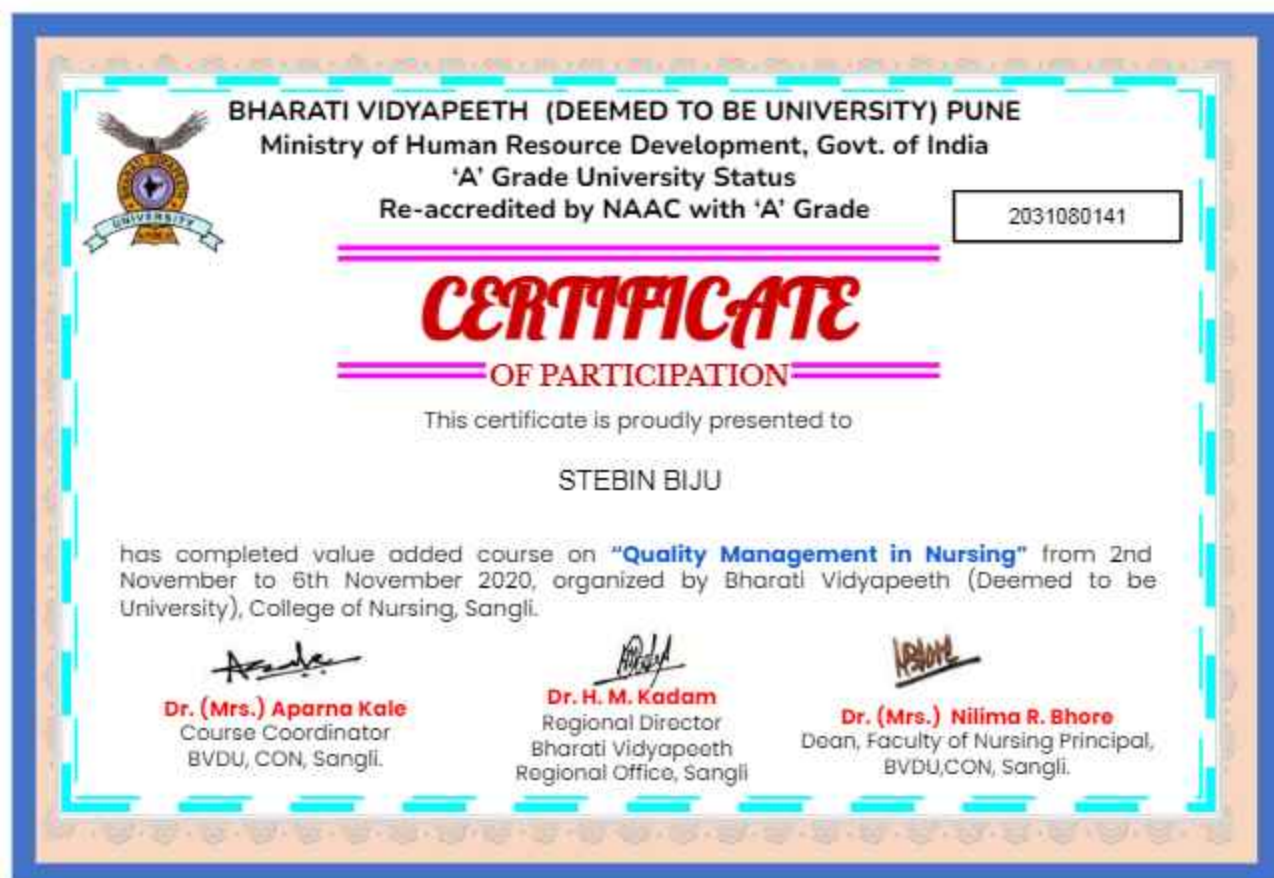 BHARATI VIDYAPEETH (DEEMED TO BE UNIVERSITY) PUNE
Ministry of Human Resource Development, Govt. of India
‘A’ Grade University Status
Re-accredited by NAAC with ‘A’ Grade
2031080141
BHARATI VIDYAPEETH
UNIVERSITY
CERTIFICATE
OF PARTICIPATION
This certificate is proudly presented to
STEBIN BIJU
has completed value added course on “Quality Management in Nursing” from 2nd
November to 6th November 2020, organized by Bharati Vidyapeeth (Deemed to be
University), College of Nursing, Sangli.
Dr. (Mrs.) Aparna Kale
Course Coordinator
BVDU, CON, Sangli.
Dr. H. M. Kadam
Regional Director
Bharati Vidyapeeth
Regional Office, Sangli
Dr. (Mrs.) Nilima R. Bhore
Dean, Faculty of Nursing Principal,
BVDU,CON, Sangli.